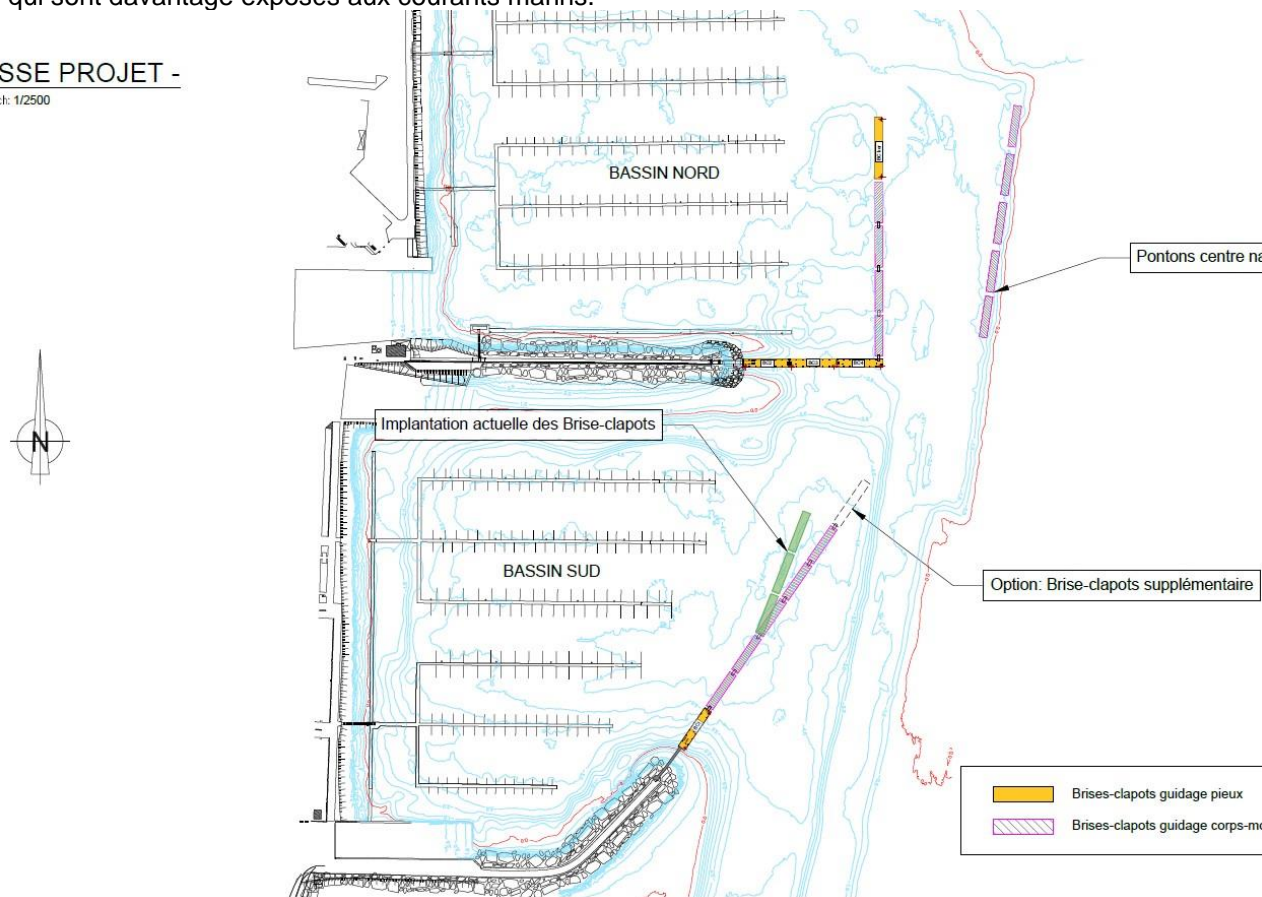 qui sont davantage exposés aux courants marins.
SSE PROJET -
ch: 1/2500
BASSIN NORD
Pontons centre na
Implantation actuelle des Brise-clapots
N
BASSIN SUD
Option: Brise-clapots supplémentaire
Brises-clapots guidage pieux
Brises-clapots guidage corps-mo